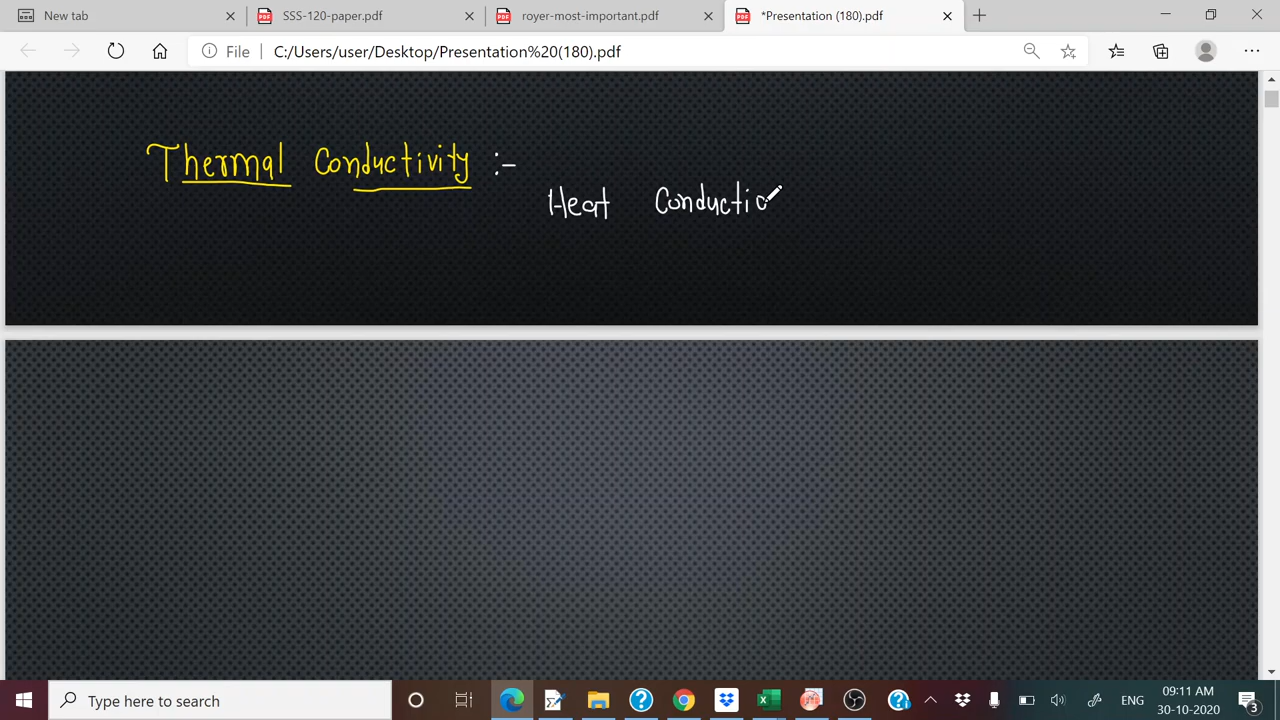 New tab
SSS-120-paper.pdf
royer-most-important.pdf
*Presentation (180).pdf
File
C:/Users/user/Desktop/Presentation%20(180).pdf
Thermal Conductivity :-
Heat Conductio
Type here to search
ENG
09:11 AM
30-10-2020
3